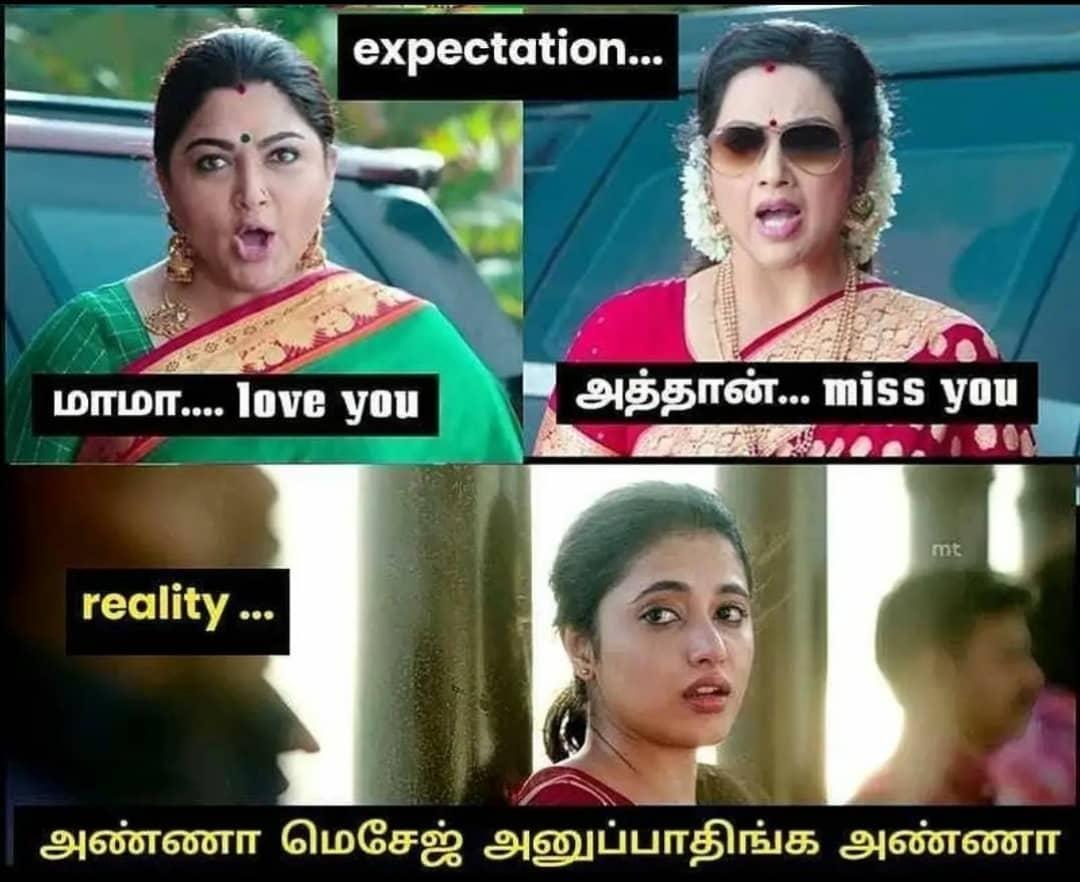 expectation...
மாமா.... love you
அத்தான்... miss you
mt
reality ...
அண்ணா மெசேஜ் அனுப்பாதிங்க அண்ணா